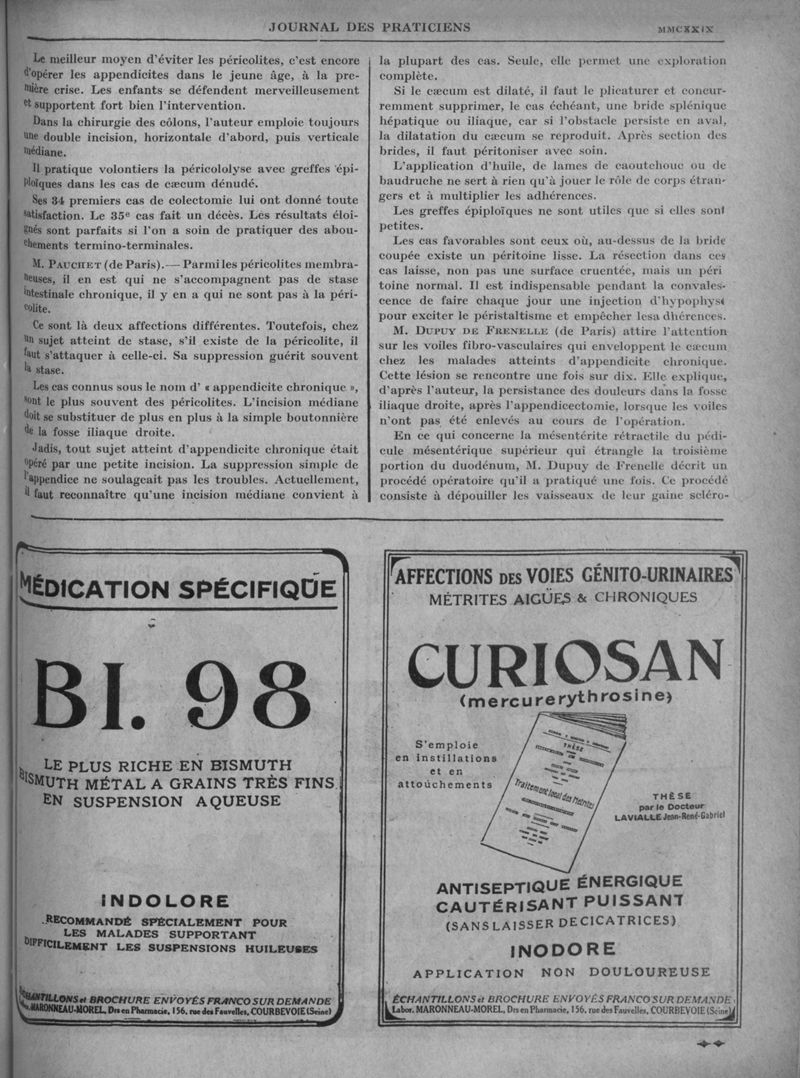 JOURNAL DES PRATICIENS
MMCXXIX
Le meilleur moyen d'éviter les péricolites, c'est encore
d'opérer les appendicites dans le jeune âge, à la pre-
mière crise. Les enfants se défendent merveilleusement
et supportent fort bien l'intervention.
Dans la chirurgie des côlons, l'auteur emploie toujours
une double incision, horizontale d'abord, puis verticale
médiane.
Il pratique volontiers la péricololyse avec greffes épi-
ploïques dans les cas de cæcum dénudé.
Ses 34 premiers cas de colectomie lui ont donné toute
satisfaction. Le 35e cas fait un décès. Les résultats éloi-
gnés sont parfaits si l'on a soin de pratiquer des abou-
chements termino-terminales.
M. PAUCHET (de Paris). — Parmi les péricolites membra-
neuses, il en est qui ne s'accompagnent pas de stase
intestinale chronique, il y en a qui ne sont pas à la péri-
colite.
Ce sont là deux affections différentes. Toutefois, chez
un sujet atteint de stase, s'il existe de la péricolite, il
faut s'attaquer à celle-ci. Sa suppression guérit souvent
la stase.
Les cas connus sous le nom d' « appendicite chronique »,
sont le plus souvent des péricolites. L'incision médiane
doit se substituer de plus en plus à la simple boutonnière
de la fosse iliaque droite.
Jadis, tout sujet atteint d'appendicite chronique était
opéré par une petite incision. La suppression simple de
l'appendice ne soulageait pas les troubles. Actuellement,
il faut reconnaître qu'une incision médiane convient à
la plupart des cas. Seule, elle permet une exploration
complète.
Si le cæcum est dilaté, il faut le plicaturer et concur-
remment supprimer, le cas échéant, une bride splénique
hépatique ou iliaque, car si l'obstacle persiste en aval,
la dilatation du cæcum se reproduit. Après section des
brides, il faut péritoniser avec soin.
L'application d'huile, de lames de caoutchouc ou de
baudruche ne sert à rien qu'à jouer le rôle de corps étran-
gers et à multiplier les adhérences.
Les greffes épiploïques ne sont utiles que si elles sont
petites.
Les cas favorables sont ceux où, au-dessus de la bride
coupée existe un péritoine lisse. La résection dans ces
cas laisse, non pas une surface cruentée, mais un péri
toine normal. Il est indispensable pendant la convales-
cence de faire chaque jour une injection d'hypophyse
pour exciter le péristaltisme et empêcher lesa dhérences.
M. DUPUY DE FRENELLE (de Paris) attire l'attention
sur les voiles fibro-vasculaires qui enveloppent le cæcum
chez les malades atteints d'appendicite chronique.
Cette lésion se rencontre une fois sur dix. Elle explique,
d'après l'auteur, la persistance des douleurs dans la fosse
iliaque droite, après l'appendicectomie, lorsque les voiles
n'ont pas été enlevés au cours de l'opération.
En ce qui concerne la mésentérite rétractile du pédi-
cule mésentérique supérieur qui étrangle la troisième
portion du duodénum, M. Dupuy de Frenelle décrit un
procédé opératoire qu'il a pratiqué une fois. Ce procédé
consiste à dépouiller les vaisseaux de leur gaine scléro-
MÉDICATION SPÉCIFIQUE
BI. 98
LE PLUS RICHE EN BISMUTH
BISMUTH MÉTAL A GRAINS TRÈS FINS
EN SUSPENSION AQUEUSE
INDOLORE
RECOMMANDÉ SPÉCIALEMENT POUR
LES MALADES SUPPORTANT
DIFFICILEMENT LES SUSPENSIONS HUILEUSES
ÉCHANTILLONS et BROCHURE ENVOYÉS FRANCO SUR DEMANDE
Labor. MARONNEAU-MOREL, Drs en Pharmacie, 156, rue des Fauvelles, COURBEVOIE (Seine)
AFFECTIONS DES VOIES GÉNITO-URINAIRES
MÉTRITES AIGÜES & CHRONIQUES
CURIOSAN
(mercurerythrosine)
S'emploie
en instillations
et en
attouchements
THÈSE
Traitement local des Métrites
THÈSE
par le Docteur
LAVIALLE Jean-René-Gabriel
ANTISEPTIQUE ÉNERGIQUE
CAUTÉRISANT PUISSANT
(SANS LAISSER DE CICATRICES)
INODORE
APPLICATION NON DOULOUREUSE
ÉCHANTILLONS et BROCHURE ENVOYÉS FRANCO SUR DEMANDE
Labor. MARONNEAU-MOREL, Drs en Pharmacie, 156, rue des Fauvelles, COURBEVOIE (Seine)